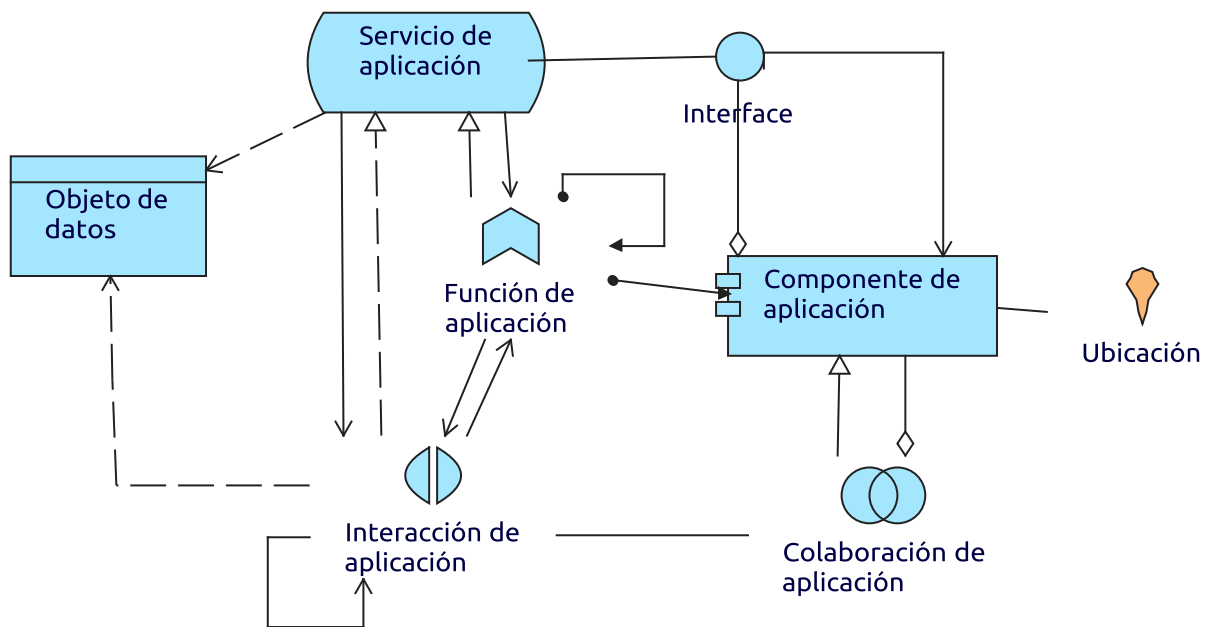 Servicio de
aplicación
Interface
Objeto de
datos
Función de
aplicación
Componente de
aplicación
Ubicación
Interacción de
aplicación
Colaboración de
aplicación